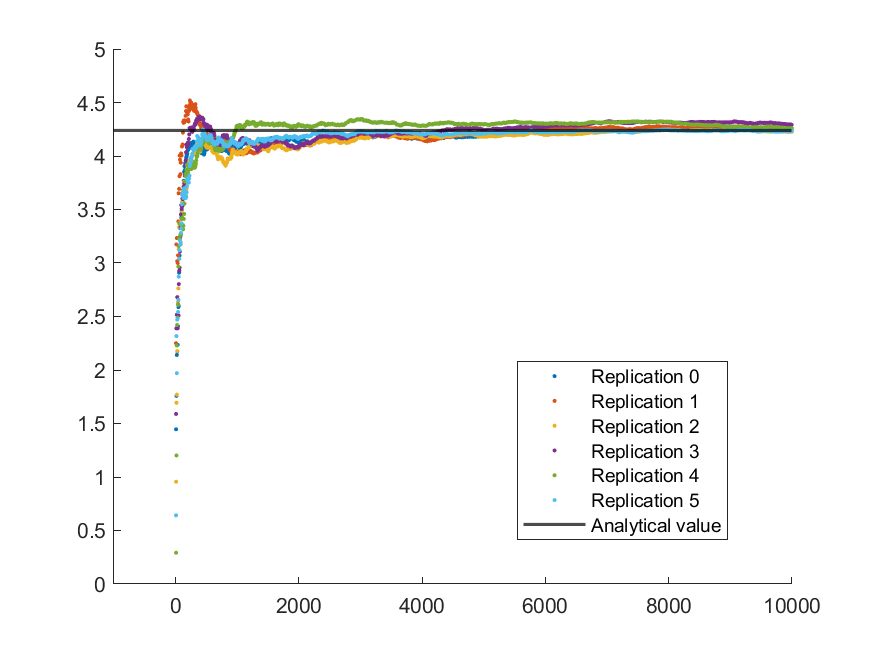 5
4.5
4
3.5
3
2.5
2
1.5
1
0.5
0
0 2000 4000 6000 8000 10000
Replication 0
Replication 1
Replication 2
Replication 3
Replication 4
Replication 5
Analytical value